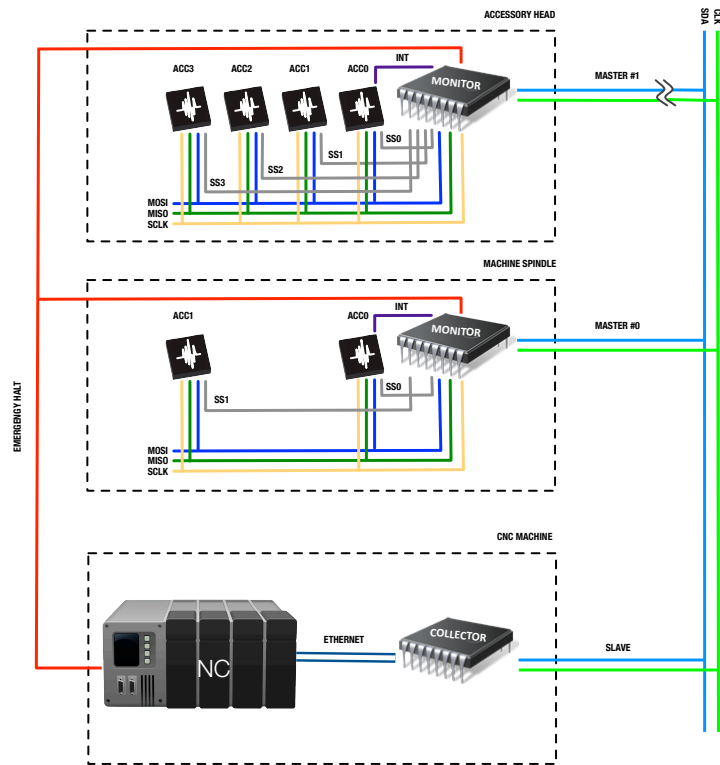 ACCESSORY HEAD
SDA
CLK
ACC3
ACC2
ACC1
ACC0
INT
MONITOR
MASTER #1
SS0
SS1
SS2
SS3
MOSI
MISO
SCLK
MACHINE SPINDLE
ACC1
ACC0
INT
MONITOR
MASTER #0
SS0
SS1
EMERGENGY HALT
MOSI
MISO
SCLK
CNC MACHINE
NC
ETHERNET
COLLECTOR
SLAVE